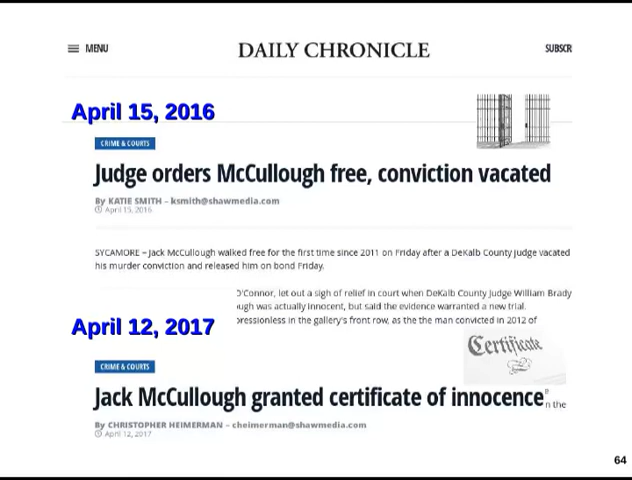 MENU
DAILY CHRONICLE
SUBSCR
April 15, 2016
CRIME & COURTS
Judge orders McCullough free, conviction vacated
By KATIE SMITH – ksmith@shawmedia.com
April 15, 2016
SYCAMORE – Jack McCullough walked free for the first time since 2011 on Friday after a DeKalb County judge vacated
his murder conviction and released him on bond Friday.
O'Connor, let out a sigh of relief in court when DeKalb County Judge William Brady
ugh was actually innocent, but said the evidence warranted a new trial.
pressionless in the gallery's front row, as the the man convicted in 2012 of
April 12, 2017
Certificate
CRIME & COURTS
Jack McCullough granted certificate of innocence
n the
By CHRISTOPHER HEIMERMAN – cheimerman@shawmedia.com
April 12, 2017
64